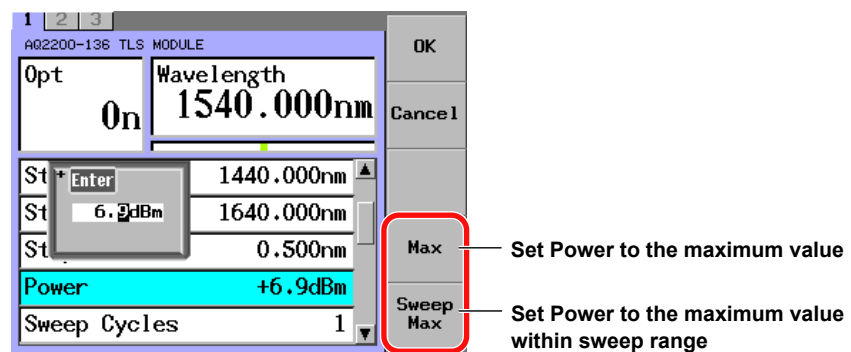 1 2 3
AQ2200-136 TLS MODULE
Opt
On
Wavelength
1540.000nm
OK
Cancel
St
1440.000nm
+ Enter
6.9dBm
St
1640.000nm
St
0.500nm
Max
Set Power to the maximum value
Power +6.9dBm
Sweep Cycles 1
Sweep
Max
Set Power to the maximum value
within sweep range